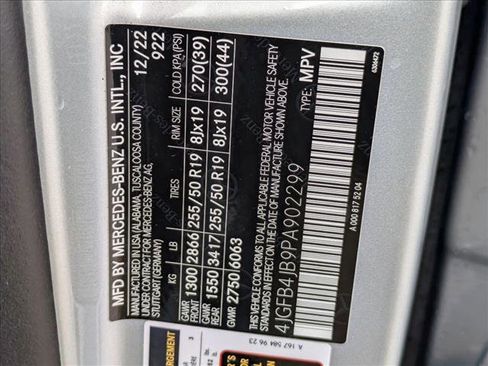 MFD BY MERCEDES-BENZ U.S. INTL., INC
MANUFACTURED IN USA (ALABAMA, TUSCALOOSA COUNTY) 12/22
FOR MERCEDES-BENZ AG, 922
STUTTGART (GERMANY)
KG LB TIRES RIM SIZE COLD KPA(PSI)
GAWR FRONT 1300 2866 255/50 R19 8Jx19 270(39)
GAWR REAR 1550 3417 255/50 R19 8Jx19 300(44)
GVWR 2750 6063
THIS VEHICLE CONFORMS TO ALL APPLICABLE FEDERAL MOTOR VEHICLE SAFETY
STANDARDS IN EFFECT ON THE DATE OF MANUFACTURE SHOWN ABOVE.
4JGFB4JB9PA902299 TYPE: MPV
A 000 817 52 04
6306472
A 167 584 96 23